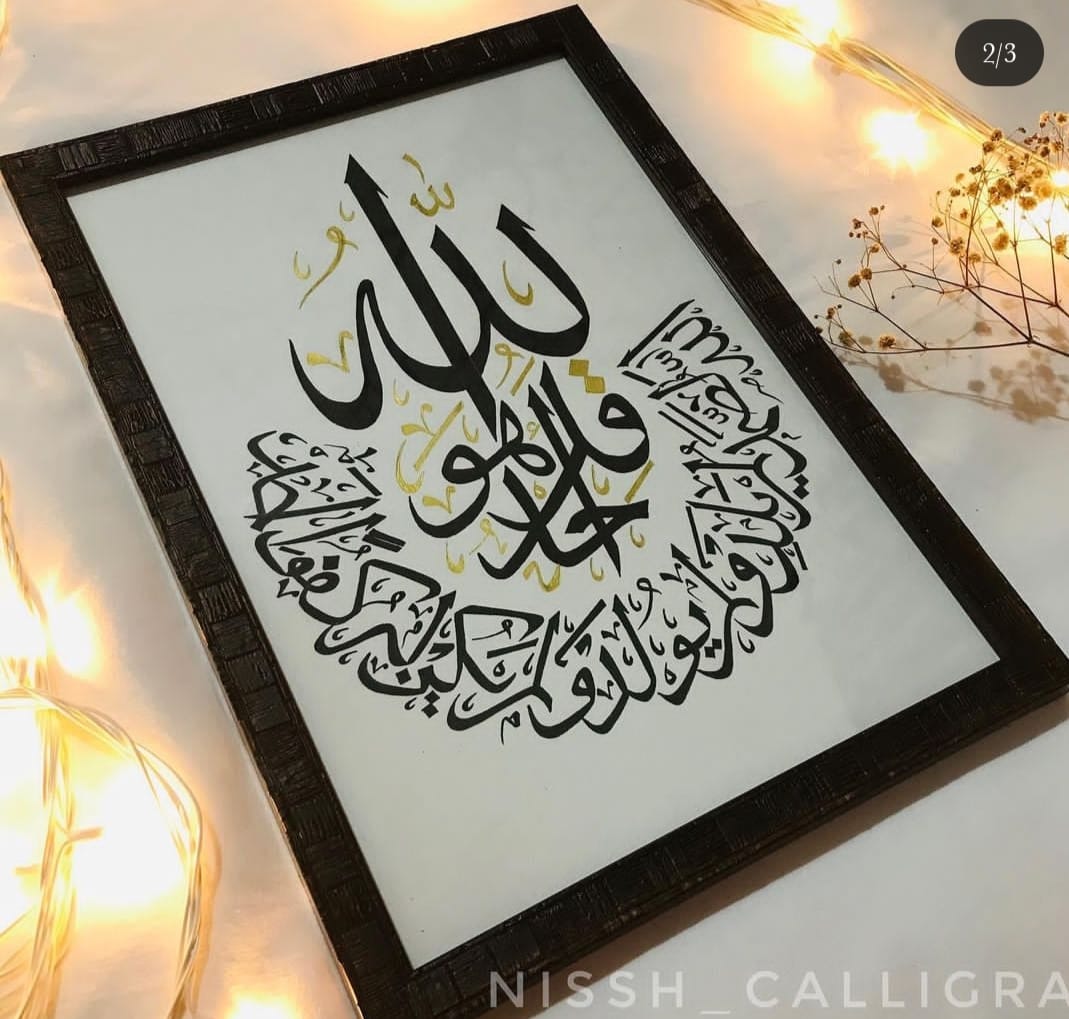 2/3
قل هو الله احد
الله الصمد لم يلد ولم يولد ولم يكن له كفوا احد
NISSH_CALLIGRA